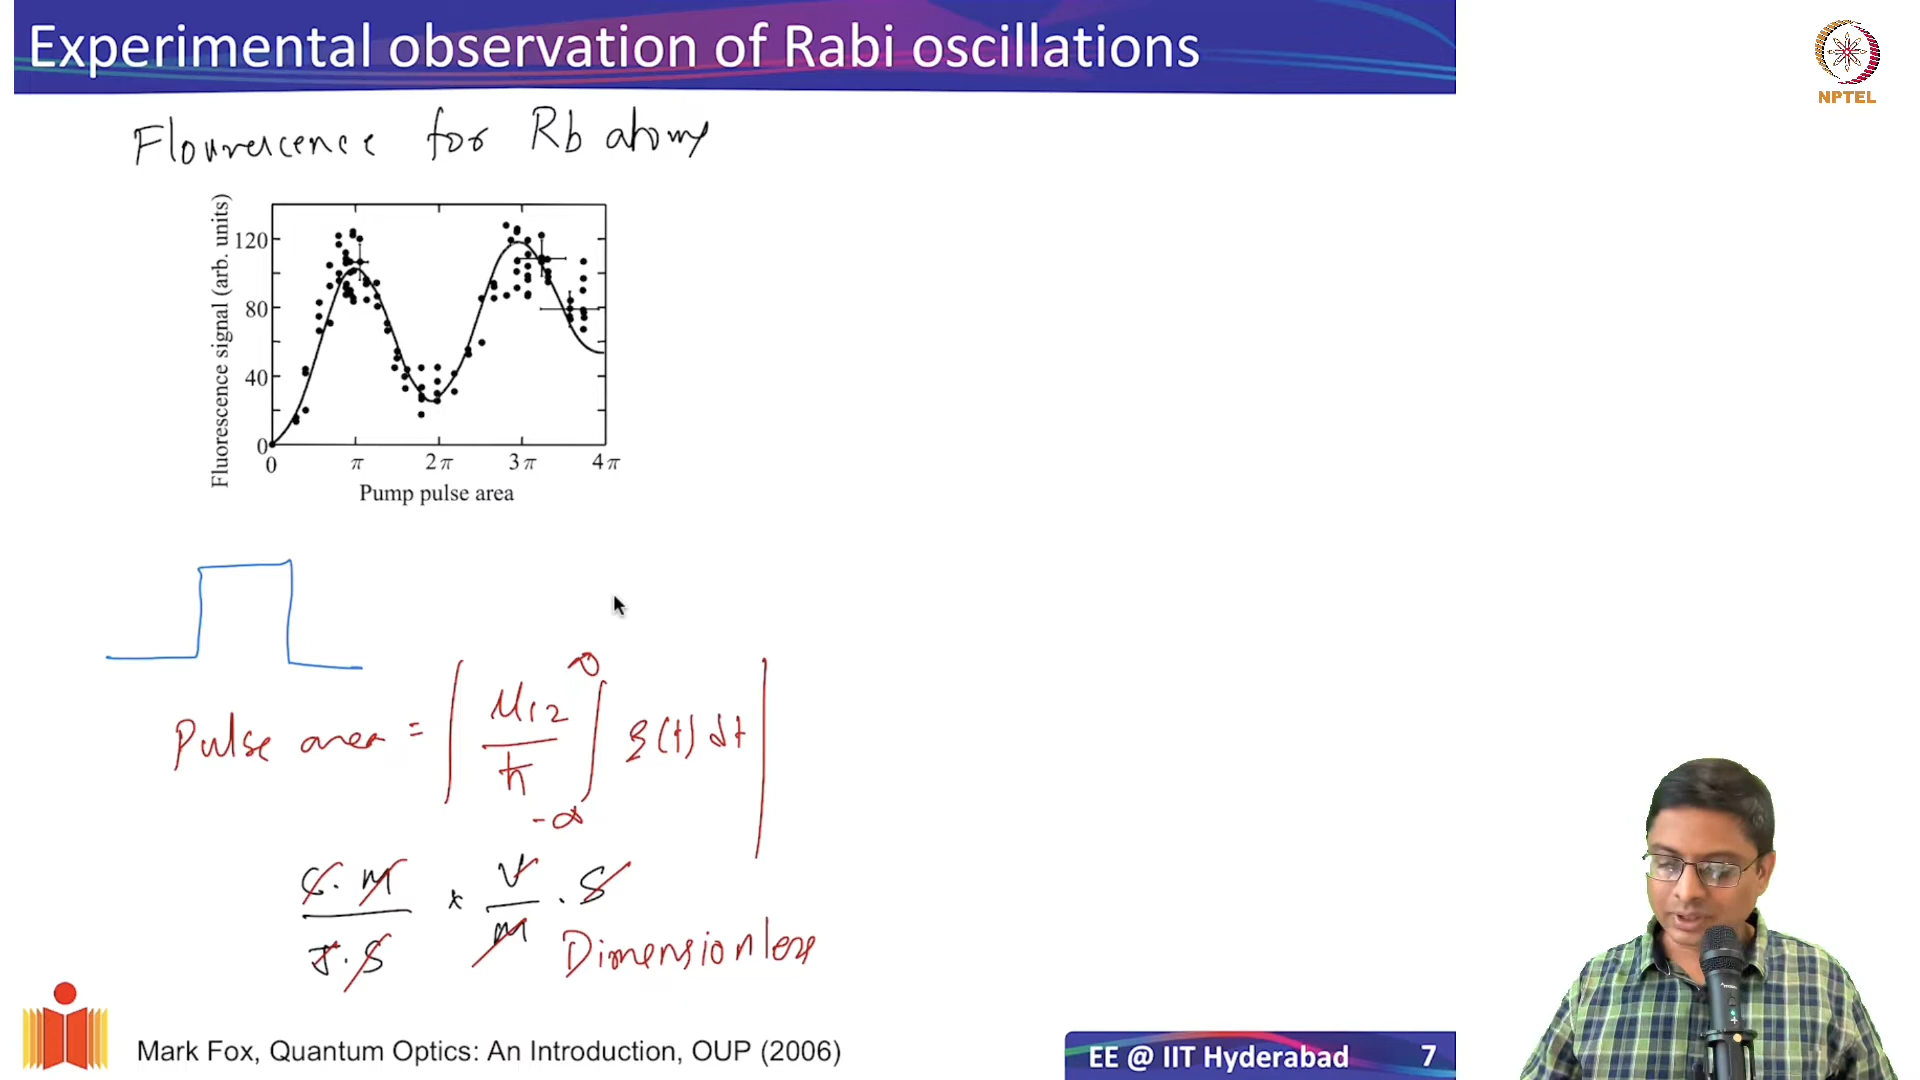 Experimental observation of Rabi oscillations
NPTEL
Flourescence for Rb atoms
Fluorescence signal (arb. units)
120
80
40
0
0 π 2π 3π 4π
Pump pulse area
Pulse area = | μ12 / ħ ∫ -∞ ∞ ξ(t) dt |
C. m / J. S × V / m . S
Dimensionless
Mark Fox, Quantum Optics: An Introduction, OUP (2006)
EE @ IIT Hyderabad 7